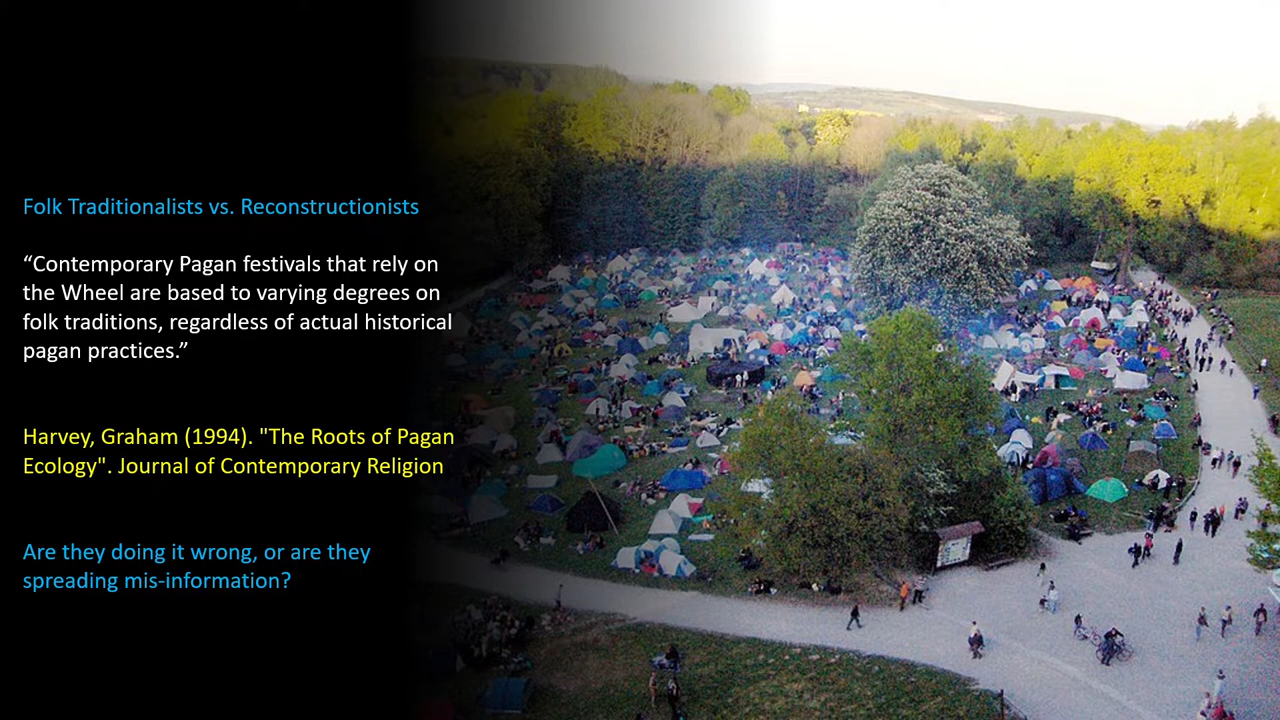 Folk Traditionalists vs. Reconstructionists
“Contemporary Pagan festivals that rely on
the Wheel are based to varying degrees on
folk traditions, regardless of actual historical
pagan practices.”
Harvey, Graham (1994). "The Roots of Pagan
Ecology". Journal of Contemporary Religion
Are they doing it wrong, or are they
spreading mis-information?